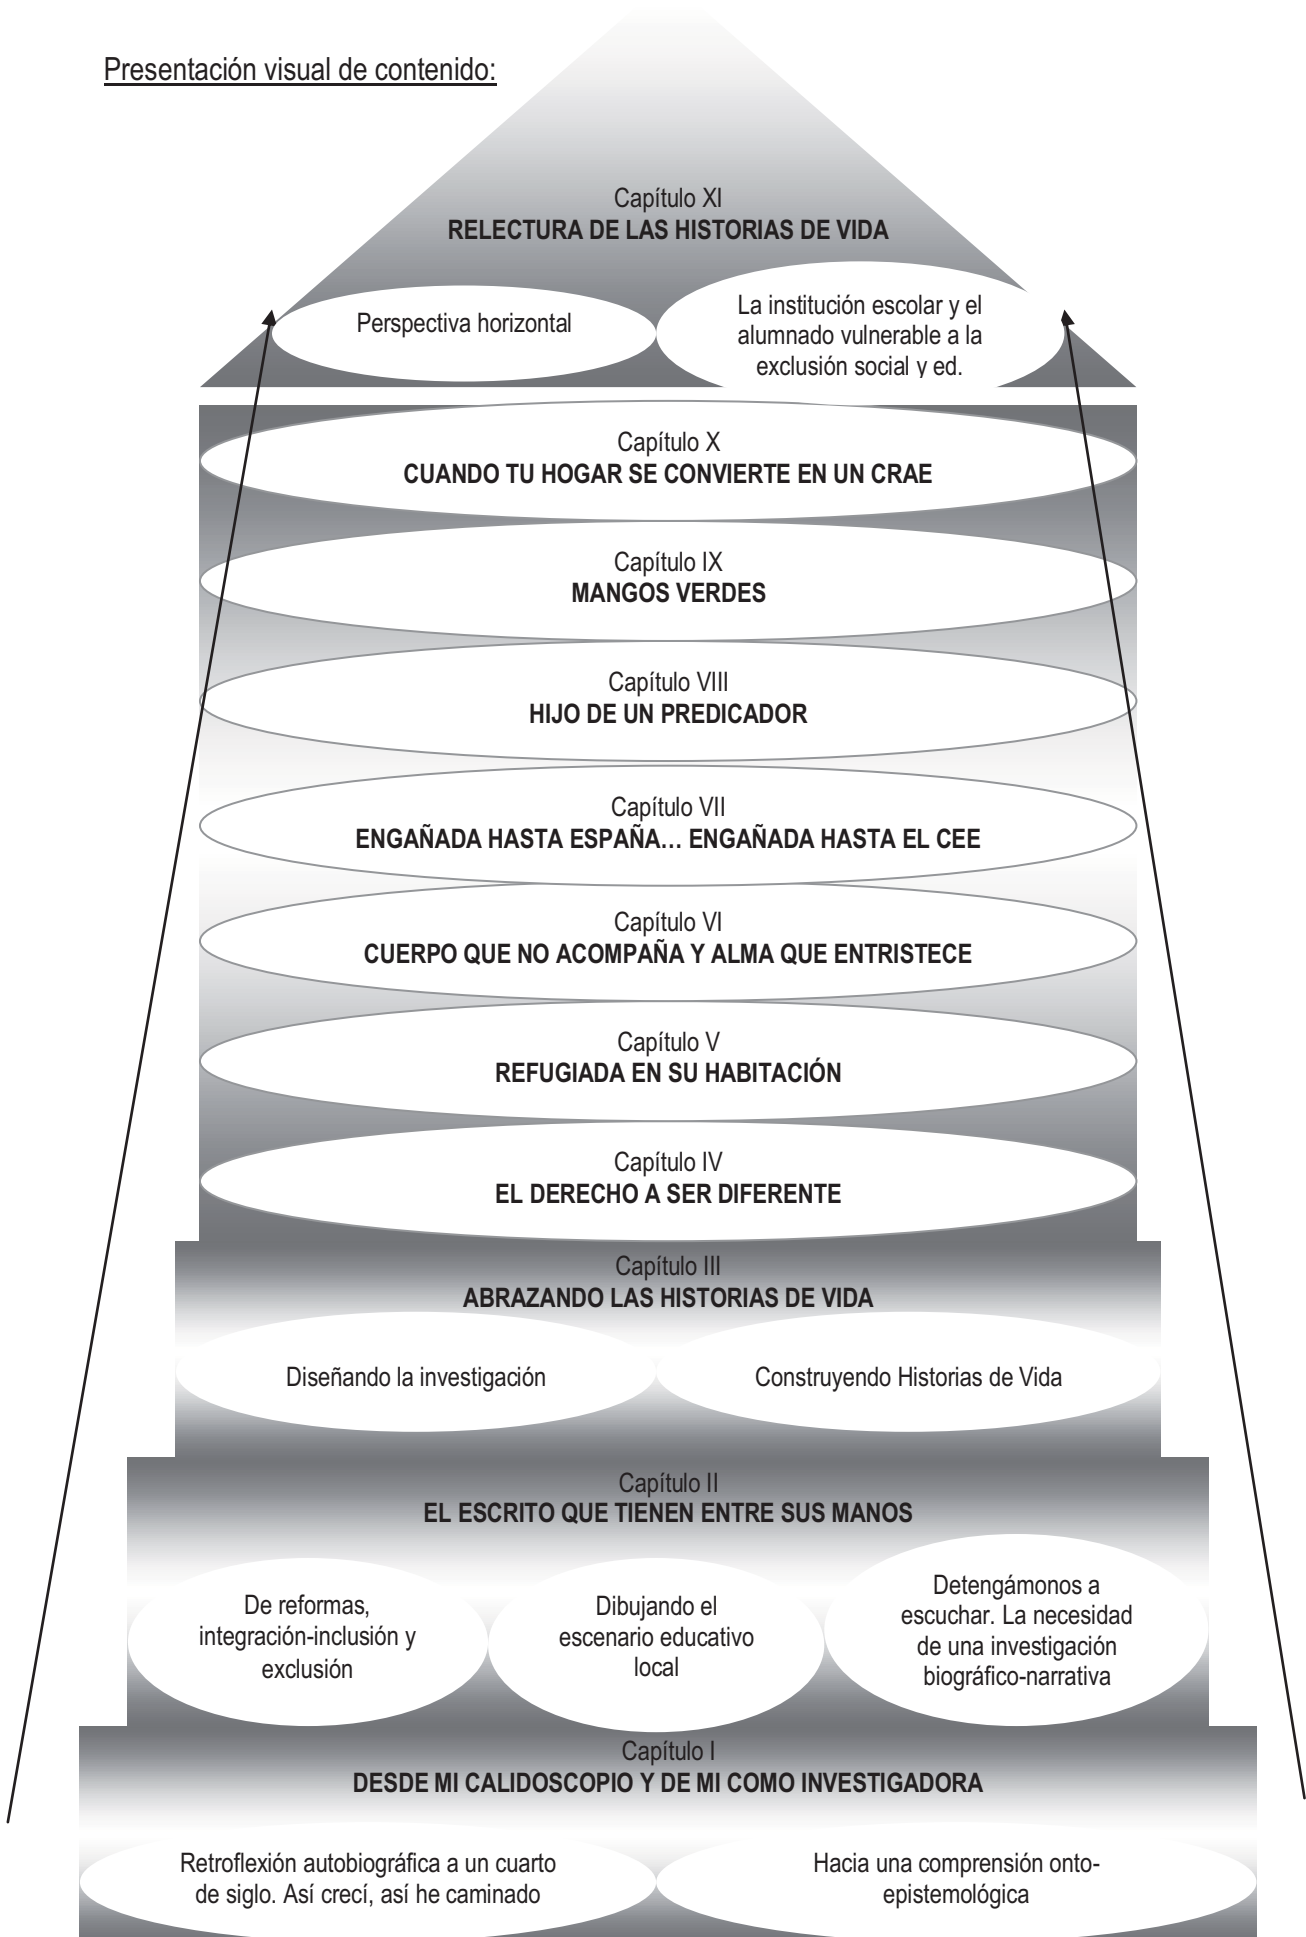 Presentación visual de contenido:
Capítulo XI
RELECTURA DE LAS HISTORIAS DE VIDA
Perspectiva horizontal
La institución escolar y el
alumnado vulnerable a la
exclusión social y ed.
Capítulo X
CUANDO TU HOGAR SE CONVIERTE EN UN CRAE
Capítulo IX
MANGOS VERDES
Capítulo VIII
HIJO DE UN PREDICADOR
Capítulo VII
ENGAÑADA HASTA ESPAÑA… ENGAÑADA HASTA EL CEE
Capítulo VI
CUERPO QUE NO ACOMPAÑA Y ALMA QUE ENTRISTECE
Capítulo V
REFUGIADA EN SU HABITACIÓN
Capítulo IV
EL DERECHO A SER DIFERENTE
Capítulo III
ABRAZANDO LAS HISTORIAS DE VIDA
Diseñando la investigación
Construyendo Historias de Vida
Capítulo II
EL ESCRITO QUE TIENEN ENTRE SUS MANOS
De reformas,
integración-inclusión y
exclusión
Dibujando el
escenario educativo
local
Detengámonos a
escuchar. La necesidad
de una investigación
biográfico-narrativa
Capítulo I
DESDE MI CALIDOSCOPIO Y DE MI COMO INVESTIGADORA
Retroflexión autobiográfica a un cuarto
de siglo. Así crecí, así he caminado
Hacia una comprensión onto-
epistemológica